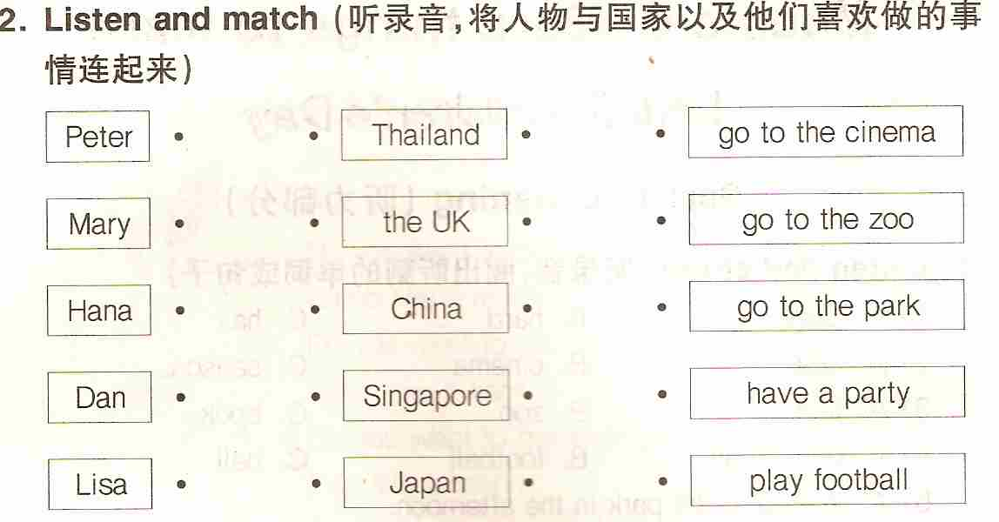 2. Listen and match (听录音,将人物与国家以及他们喜欢做的事
情连起来)
Peter • • Thailand • • go to the cinema
Mary • • the UK • • go to the zoo
Hana • • China • • go to the park
Dan • • Singapore • • have a party
Lisa • • Japan • • play football